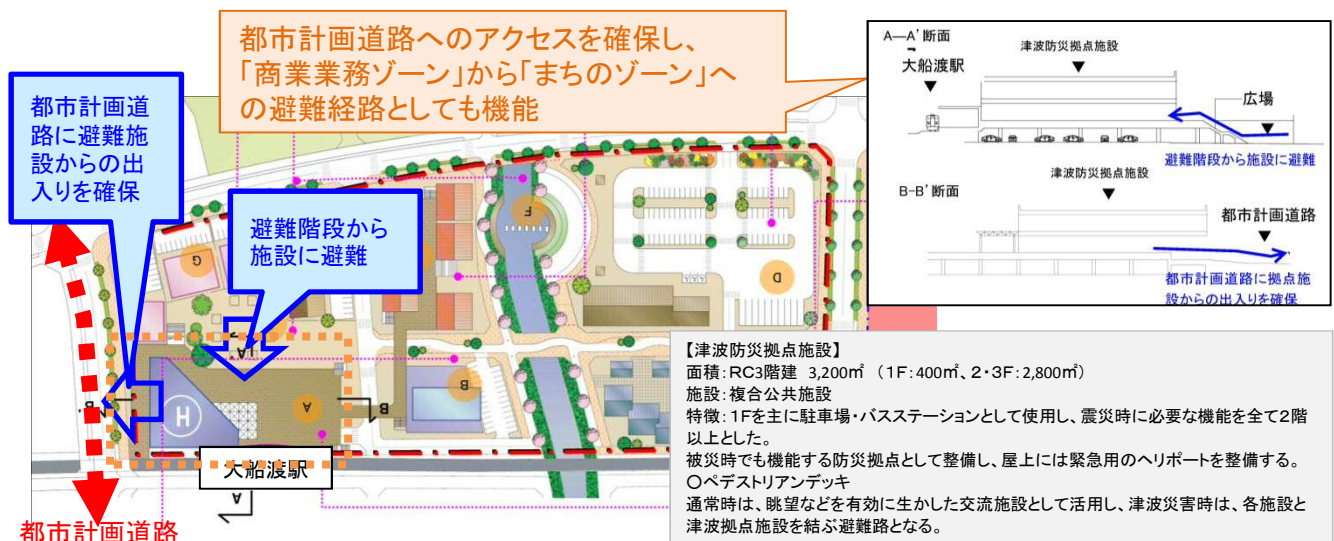 都市計画道路へのアクセスを確保し、
「商業業務ゾーン」から「まちのゾーン」へ
の避難経路としても機能
都市計画道
路に避難施
設からの出
入りを確保
避難階段から
施設に避難
A—A'断面
津波防災拠点施設
大船渡駅
広場
避難階段から施設に避難
B-B'断面
津波防災拠点施設
都市計画道路
都市計画道路に拠点施
設からの出入りを確保
F
G
D
A'
B
B'
H
A
B
大船渡駅
A
都市計画道路
【津波防災拠点施設】
面積:RC3階建 3,200㎡ (1F:400㎡、2・3F:2,800㎡)
施設:複合公共施設
特徴:1Fを主に駐車場・バスステーションとして使用し、震災時に必要な機能を全て2階
以上とした。
被災時でも機能する防災拠点として整備し、屋上には緊急用のヘリポートを整備する。
○ペデストリアンデッキ
通常時は、眺望などを有効に生かした交流施設として活用し、津波災害時は、各施設と
津波拠点施設を結ぶ避難路となる。